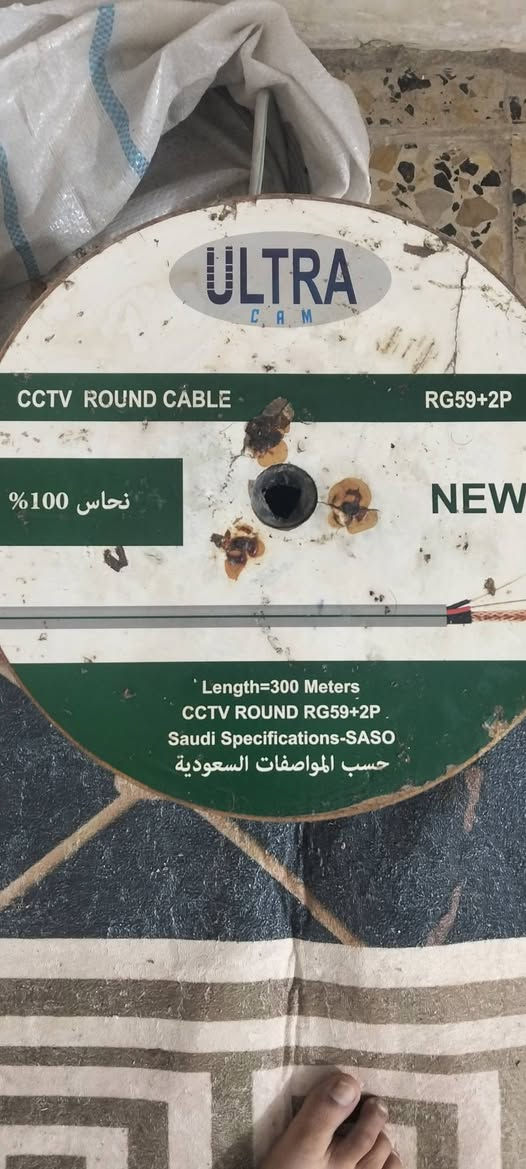 ULTRA
CAM
CCTV ROUND CABLE RG59+2P
نحاس 100%
NEW
Length=300 Meters
CCTV ROUND RG59+2P
Saudi Specifications-SASO
حسب المواصفات السعودية